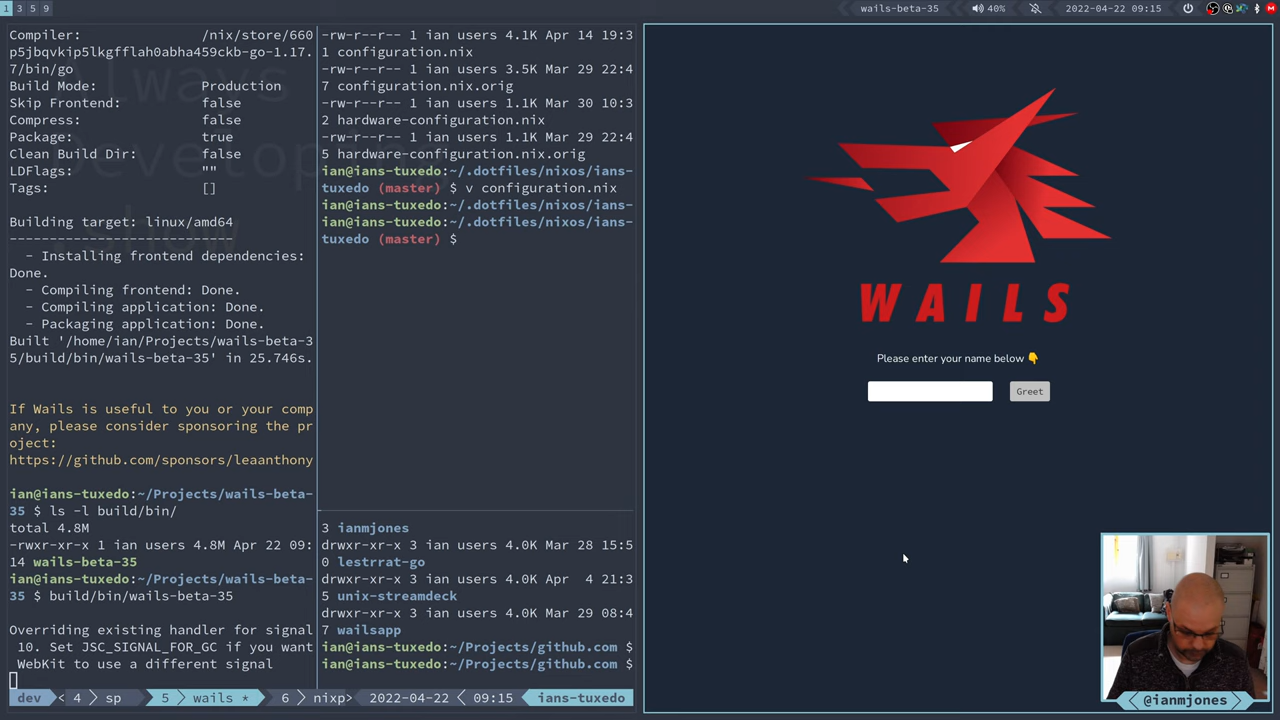 1 3 5 9
wails-beta-35
40%
2022-04-22 09:15
Compiler: /nix/store/660
p5jbqvkip5lkgfflah0abha459ckb-go-1.17.
7/bin/go
Build Mode: Production
Skip Frontend: false
Compress: false
Package: true
Clean Build Dir: false
LDFlags: ""
Tags: []
Building target: linux/amd64
----------------------------
- Installing frontend dependencies:
Done.
- Compiling frontend: Done.
- Compiling application: Done.
- Packaging application: Done.
Built '/home/ian/Projects/wails-beta-3
5/build/bin/wails-beta-35' in 25.746s.
If Wails is useful to you or your comp
any, please consider sponsoring the pr
oject:
https://github.com/sponsors/leaanthony
ian@ians-tuxedo:~/Projects/wails-beta-
35 $ ls -l build/bin/
total 4.8M
-rwxr-xr-x 1 ian users 4.8M Apr 22 09:
14 wails-beta-35
ian@ians-tuxedo:~/Projects/wails-beta-
35 $ build/bin/wails-beta-35
Overriding existing handler for signal
10. Set JSC_SIGNAL_FOR_GC if you want
WebKit to use a different signal
-rw-r--r-- 1 ian users 4.1K Apr 14 19:3
1 configuration.nix
-rw-r--r-- 1 ian users 3.5K Mar 29 22:4
7 configuration.nix.orig
-rw-r--r-- 1 ian users 1.1K Mar 30 10:3
2 hardware-configuration.nix
-rw-r--r-- 1 ian users 1.1K Mar 29 22:4
5 hardware-configuration.nix.orig
ian@ians-tuxedo:~/.dotfiles/nixos/ians-
tuxedo (master) $ v configuration.nix
ian@ians-tuxedo:~/.dotfiles/nixos/ians-
ian@ians-tuxedo:~/.dotfiles/nixos/ians-
tuxedo (master) $
3 ianmjones
drwxr-xr-x 3 ian users 4.0K Mar 28 15:5
0 lestrrat-go
drwxr-xr-x 3 ian users 4.0K Apr 4 21:3
5 unix-streamdeck
drwxr-xr-x 3 ian users 4.0K Mar 29 08:4
7 wailsapp
ian@ians-tuxedo:~/Projects/github.com $
ian@ians-tuxedo:~/Projects/github.com $
dev < 4 > sp 5 > wails * 6 > nixp> 2022-04-22 < 09:15 ians-tuxedo
WAILS
Please enter your name below 👇
Greet
@ianmjones